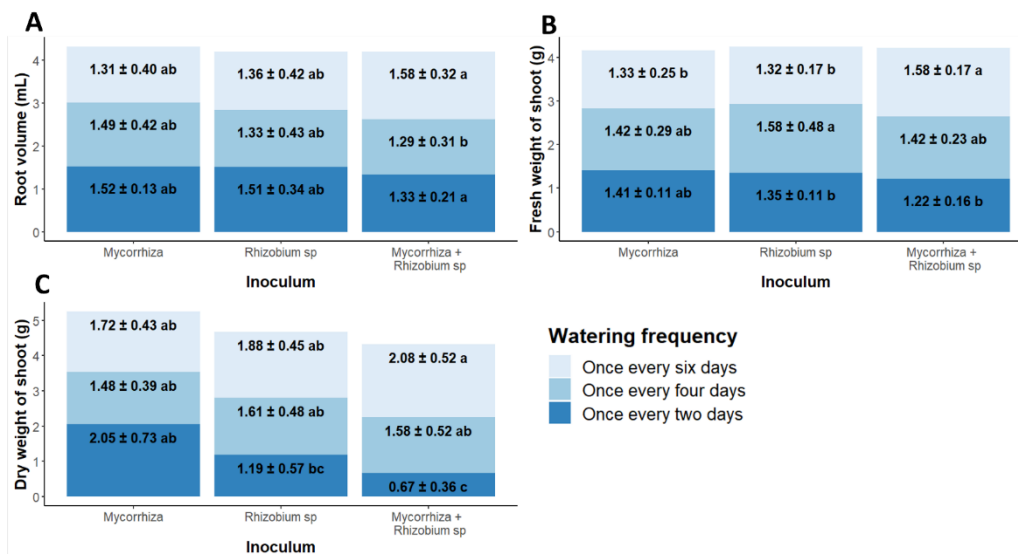 A
Root volume (mL)
4
3
2
1
0
1.31 ± 0.40 ab
1.36 ± 0.42 ab
1.58 ± 0.32 a
1.49 ± 0.42 ab
1.33 ± 0.43 ab
1.29 ± 0.31 b
1.52 ± 0.13 ab
1.51 ± 0.34 ab
1.33 ± 0.21 a
Mycorrhiza
Rhizobium sp
Mycorrhiza +
Rhizobium sp
Inoculum
B
Fresh weight of shoot (g)
4
3
2
1
0
1.33 ± 0.25 b
1.32 ± 0.17 b
1.58 ± 0.17 a
1.42 ± 0.29 ab
1.58 ± 0.48 a
1.42 ± 0.23 ab
1.41 ± 0.11 ab
1.35 ± 0.11 b
1.22 ± 0.16 b
Mycorrhiza
Rhizobium sp
Mycorrhiza +
Rhizobium sp
Inoculum
C
Dry weight of shoot (g)
5
4
3
2
1
0
1.72 ± 0.43 ab
1.88 ± 0.45 ab
2.08 ± 0.52 a
1.48 ± 0.39 ab
1.61 ± 0.48 ab
1.58 ± 0.52 ab
2.05 ± 0.73 ab
1.19 ± 0.57 bc
0.67 ± 0.36 c
Mycorrhiza
Rhizobium sp
Mycorrhiza +
Rhizobium sp
Inoculum
Watering frequency
Once every six days
Once every four days
Once every two days